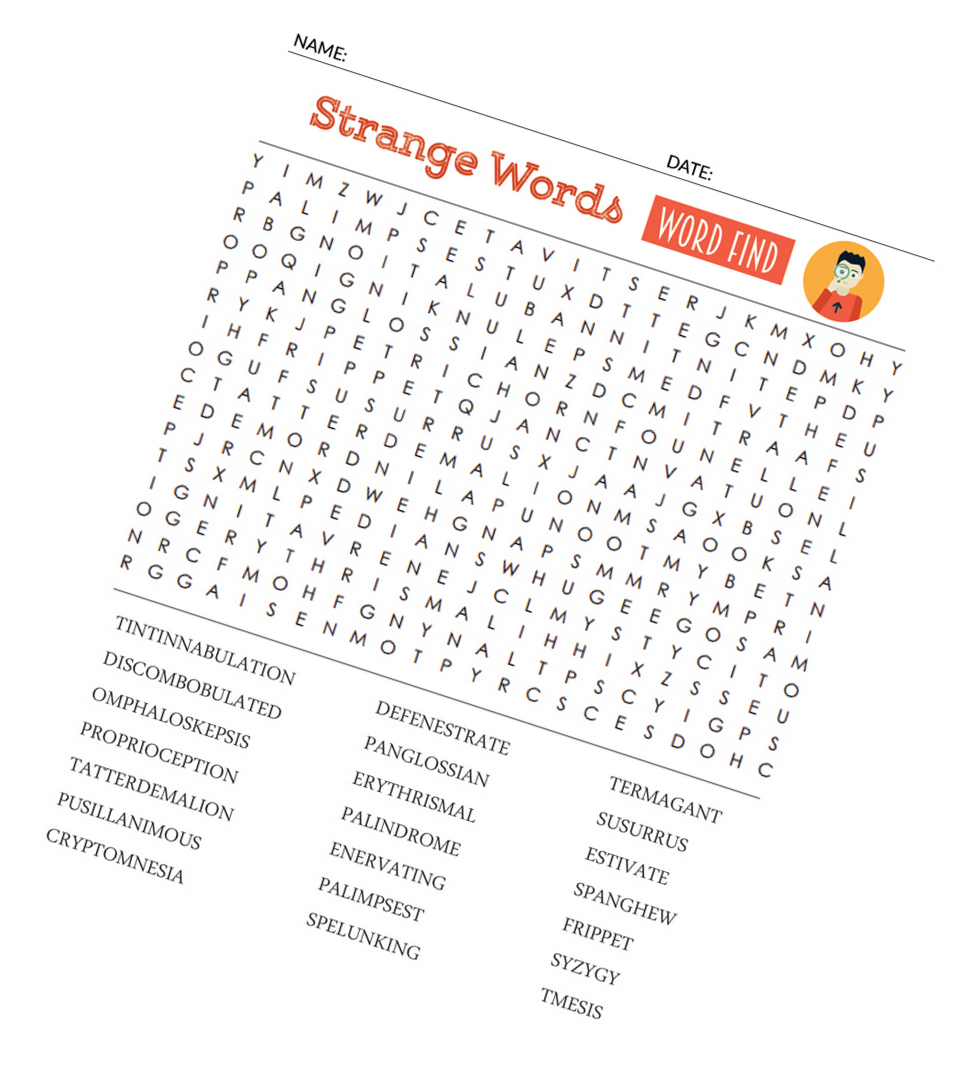 NAME:
DATE:
Strange Words
WORD FIND
Y I M Z W J C E T A V I T S E R J K M X O H Y
P A L I M P S E S T U X D T T E G C N D M K Y
R B G N O I T A L U B A N N I T N I T E P D P
O O Q I G N I K N U L E P S M E D F V T H E U
P P A N G L O S S I A N Z D C M I T R A A F S
R Y K J P E T R I C H O R N F O U N E L L E I
I H F R I P P E T Q J A N C T N V A T U O N L
O G U F S U S U R R U S X J A A J G X B S E L
C T A T T E R D E M A L I O N M S A O O K S A
E D E M O R D N I L A P U N O O T M Y B E T N
P J R C N X D W E H G N A P S M M R Y M P R I
T S X M L P E D I A N S W H U G E E G O S A M
I G N I T A V R E N E J C L M Y S T Y C I T O
O G E R Y T H R I S M A L I H H I X Z S S E U
N R C F M O H F G N Y N A L T P S C Y I G P S
R G G A I S E N M O T P Y R C S C E S D O H C
TINTINNABULATION
DISCOMBOBULATED
OMPHALOSKEPSIS
PROPRIOCEPTION
TATTERDEMALION
PUSILLANIMOUS
CRYPTOMNESIA
DEFENESTRATE
PANGLOSSIAN
ERYTHRISMAL
PALINDROME
ENERVATING
PALIMPSEST
SPELUNKING
TERMAGANT
SUSURRUS
ESTIVATE
SPANGHEW
FRIPPET
SYZYGY
TMESIS